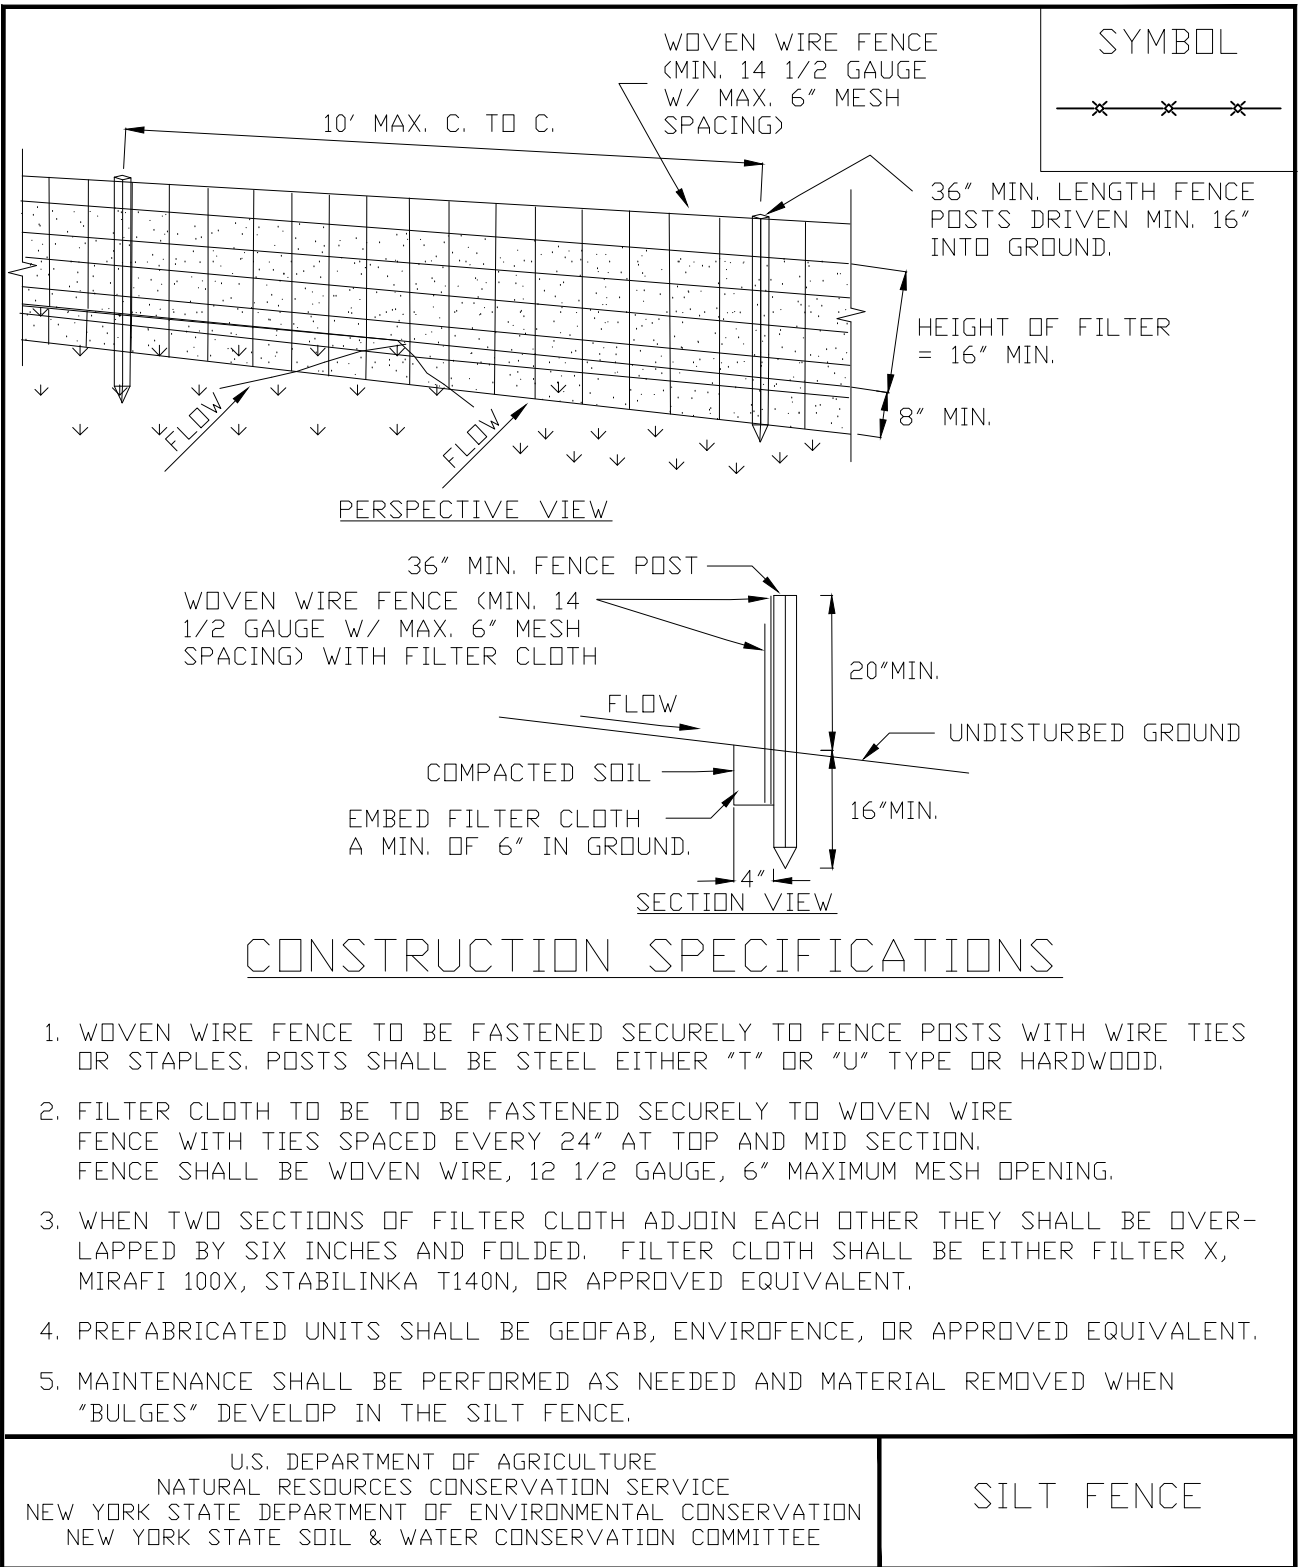 SYMBOL
WOVEN WIRE FENCE
(MIN. 14 1/2 GAUGE
W/ MAX. 6" MESH
SPACING)
10' MAX. C. TO C.
36" MIN. LENGTH FENCE
POSTS DRIVEN MIN. 16"
INTO GROUND.
HEIGHT OF FILTER
= 16" MIN.
8" MIN.
FLOW
FLOW
PERSPECTIVE VIEW
36" MIN. FENCE POST
WOVEN WIRE FENCE (MIN. 14
1/2 GAUGE W/ MAX. 6" MESH
SPACING) WITH FILTER CLOTH
20"MIN.
FLOW
UNDISTURBED GROUND
COMPACTED SOIL
EMBED FILTER CLOTH
A MIN. OF 6" IN GROUND.
16"MIN.
4"
SECTION VIEW
CONSTRUCTION SPECIFICATIONS
1. WOVEN WIRE FENCE TO BE FASTENED SECURELY TO FENCE POSTS WITH WIRE TIES
OR STAPLES. POSTS SHALL BE STEEL EITHER "T" OR "U" TYPE OR HARDWOOD.
2. FILTER CLOTH TO BE TO BE FASTENED SECURELY TO WOVEN WIRE
FENCE WITH TIES SPACED EVERY 24" AT TOP AND MID SECTION.
FENCE SHALL BE WOVEN WIRE, 12 1/2 GAUGE, 6" MAXIMUM MESH OPENING.
3. WHEN TWO SECTIONS OF FILTER CLOTH ADJOIN EACH OTHER THEY SHALL BE OVER-
LAPPED BY SIX INCHES AND FOLDED. FILTER CLOTH SHALL BE EITHER FILTER X,
MIRAFI 100X, STABILINKA T140N, OR APPROVED EQUIVALENT.
4. PREFABRICATED UNITS SHALL BE GEOFAB, ENVIROFENCE, OR APPROVED EQUIVALENT.
5. MAINTENANCE SHALL BE PERFORMED AS NEEDED AND MATERIAL REMOVED WHEN
"BULGES" DEVELOP IN THE SILT FENCE.
U.S. DEPARTMENT OF AGRICULTURE
NATURAL RESOURCES CONSERVATION SERVICE
NEW YORK STATE DEPARTMENT OF ENVIRONMENTAL CONSERVATION
NEW YORK STATE SOIL & WATER CONSERVATION COMMITTEE
SILT FENCE